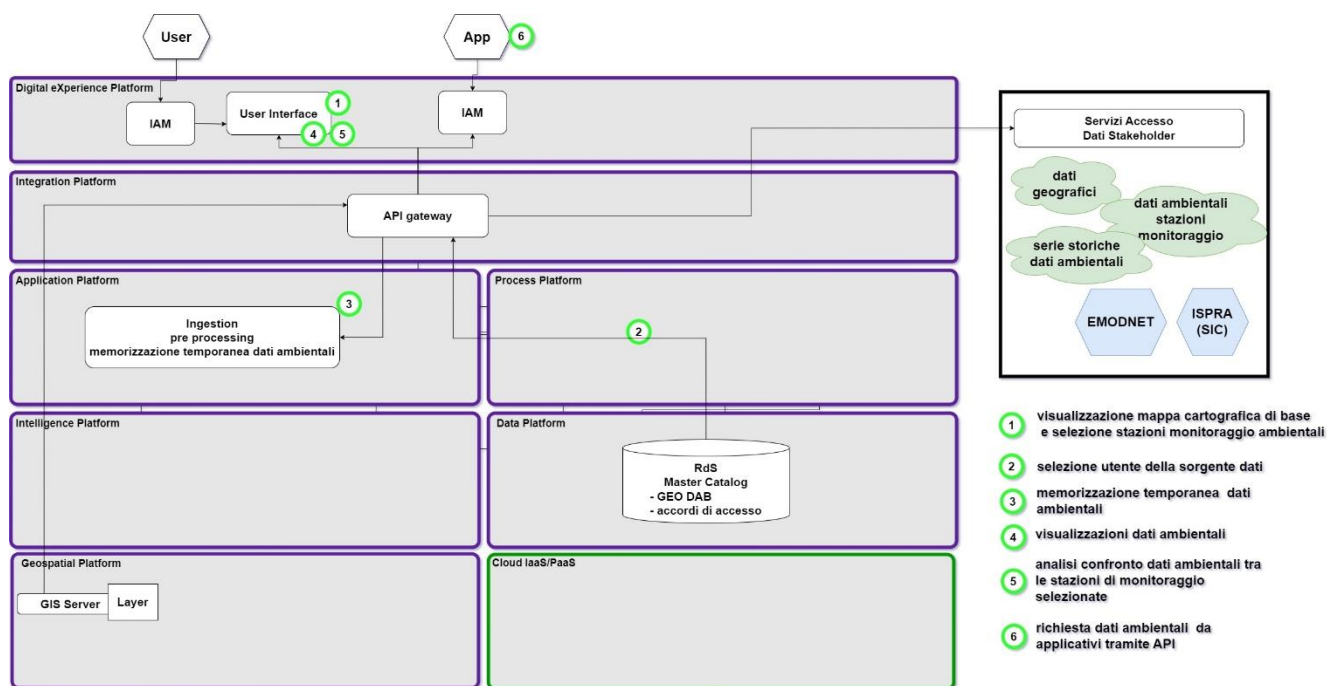 User
App
6
Digital eXperience Platform
IAM
User Interface
1
4
5
IAM
Servizi Accesso
Dati Stakeholder
dati
geografici
dati ambientali
stazioni
monitoraggio
serie storiche
dati ambientali
EMODNET
ISPRA
(SIC)
Integration Platform
API gateway
Application Platform
3
Ingestion
pre processing
memorizzazione temporanea dati ambientali
Process Platform
2
Intelligence Platform
Data Platform
RdS
Master Catalog
- GEO DAB
- accordi di accesso
Geospatial Platform
GIS Server
Layer
Cloud IaaS/PaaS
1
visualizzazione mappa cartografica di base
e selezione stazioni monitoraggio ambientali
2
selezione utente della sorgente dati
3
memorizzazione temporanea dati
ambientali
4
visualizzazioni dati ambientali
5
analisi confronto dati ambientali tra
le stazioni di monitoraggio
selezionate
6
richiesta dati ambientali da
applicativi tramite API